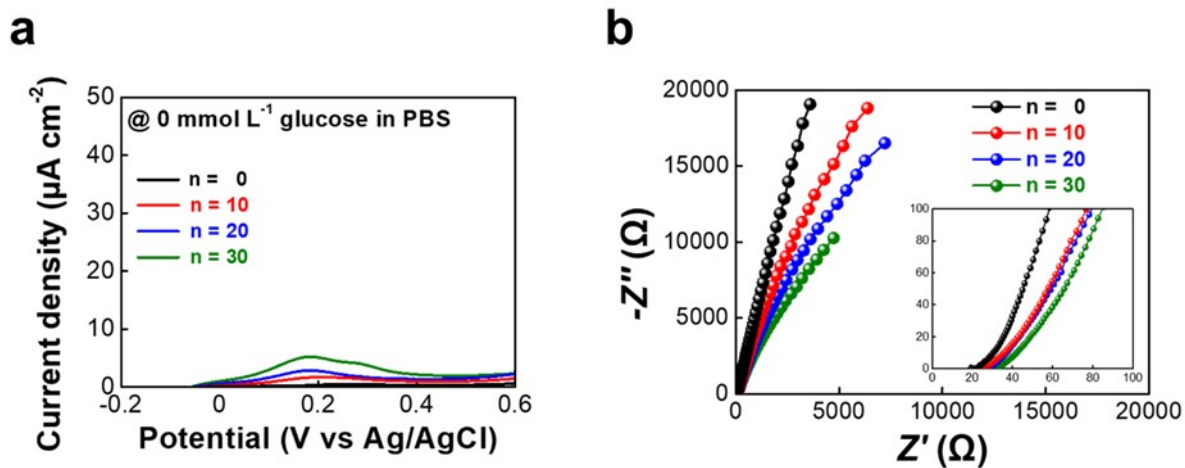 a
Current density (µA cm⁻²)
50
40
30
20
10
0
@ 0 mmol L⁻¹ glucose in PBS
n = 0
n = 10
n = 20
n = 30
-0.2 0 0.2 0.4 0.6
Potential (V vs Ag/AgCl)
b
-Z'' (Ω)
20000
15000
10000
5000
0
n = 0
n = 10
n = 20
n = 30
100
80
60
40
20
0
0 20 40 60 80 100
0 5000 10000 15000 20000
Z' (Ω)